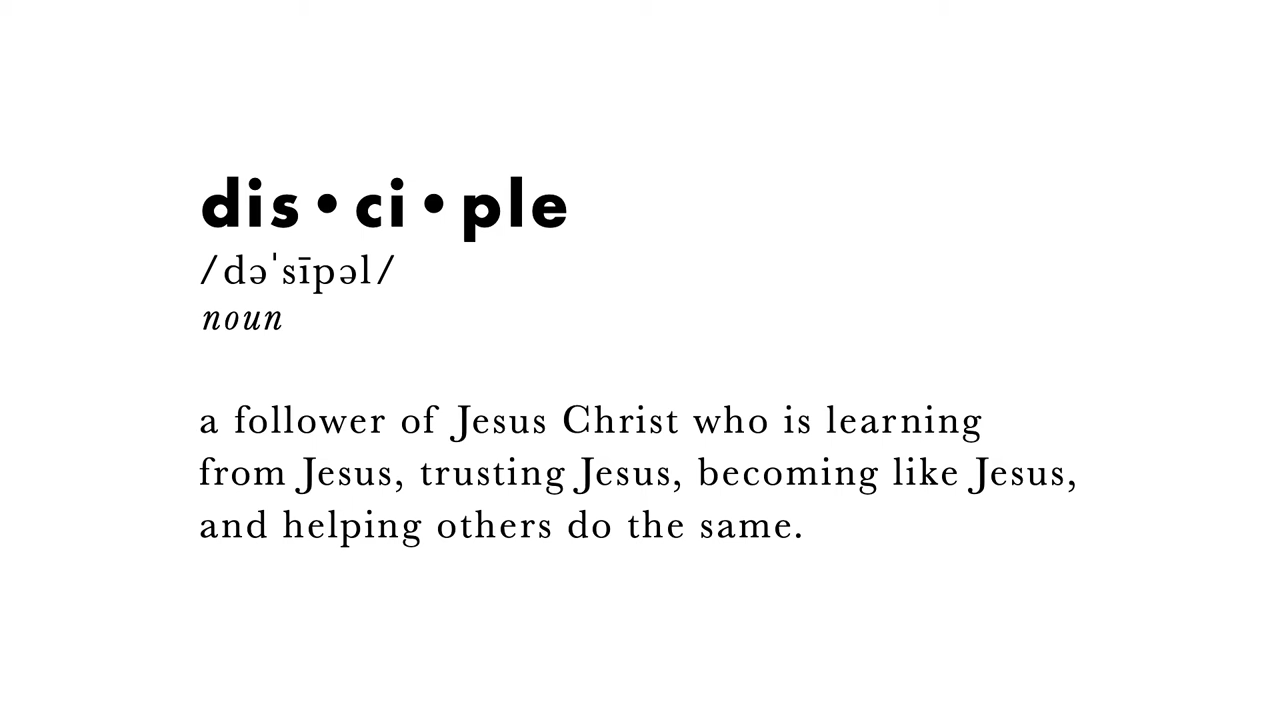 dis•ci•ple
/dəˈsīpəl/
noun
a follower of Jesus Christ who is learning
from Jesus, trusting Jesus, becoming like Jesus,
and helping others do the same.